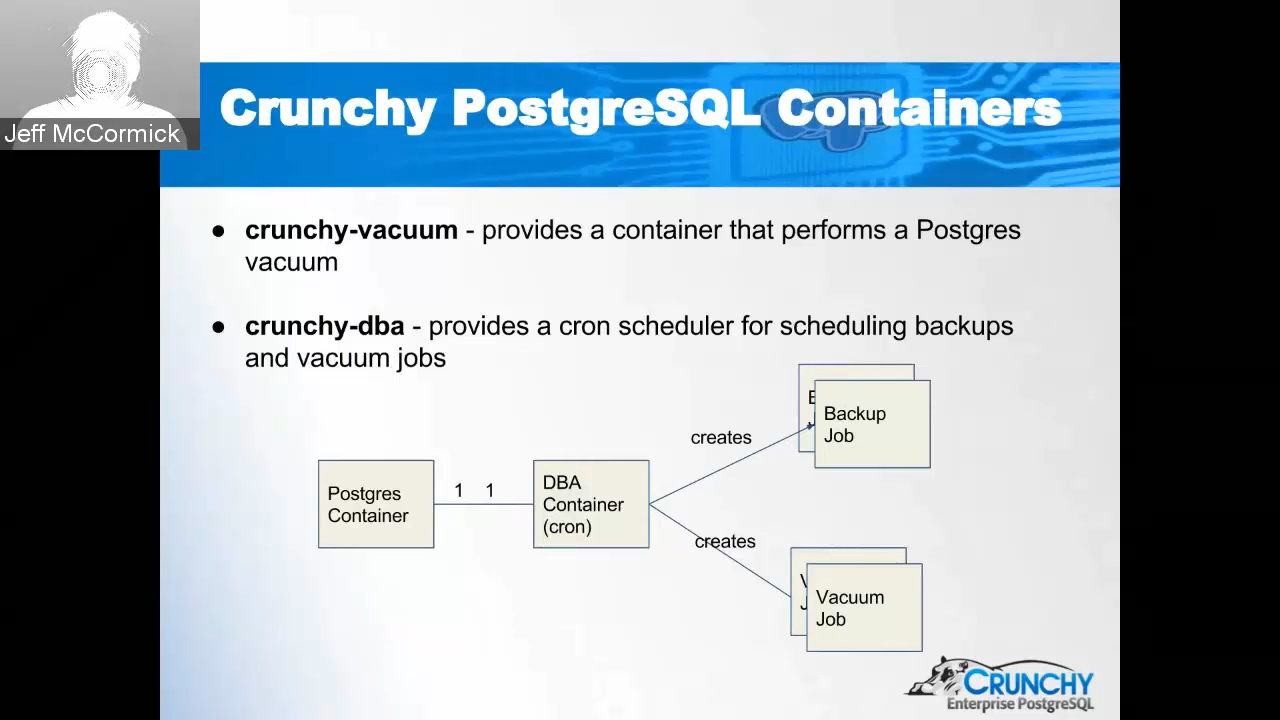 Jeff McCormick
Crunchy PostgreSQL Containers
● crunchy-vacuum - provides a container that performs a Postgres
vacuum
● crunchy-dba - provides a cron scheduler for scheduling backups
and vacuum jobs
Backup
Job
creates
Postgres
Container
1 1
DBA
Container
(cron)
creates
Vacuum
Job
CRUNCHY
Enterprise PostgreSQL